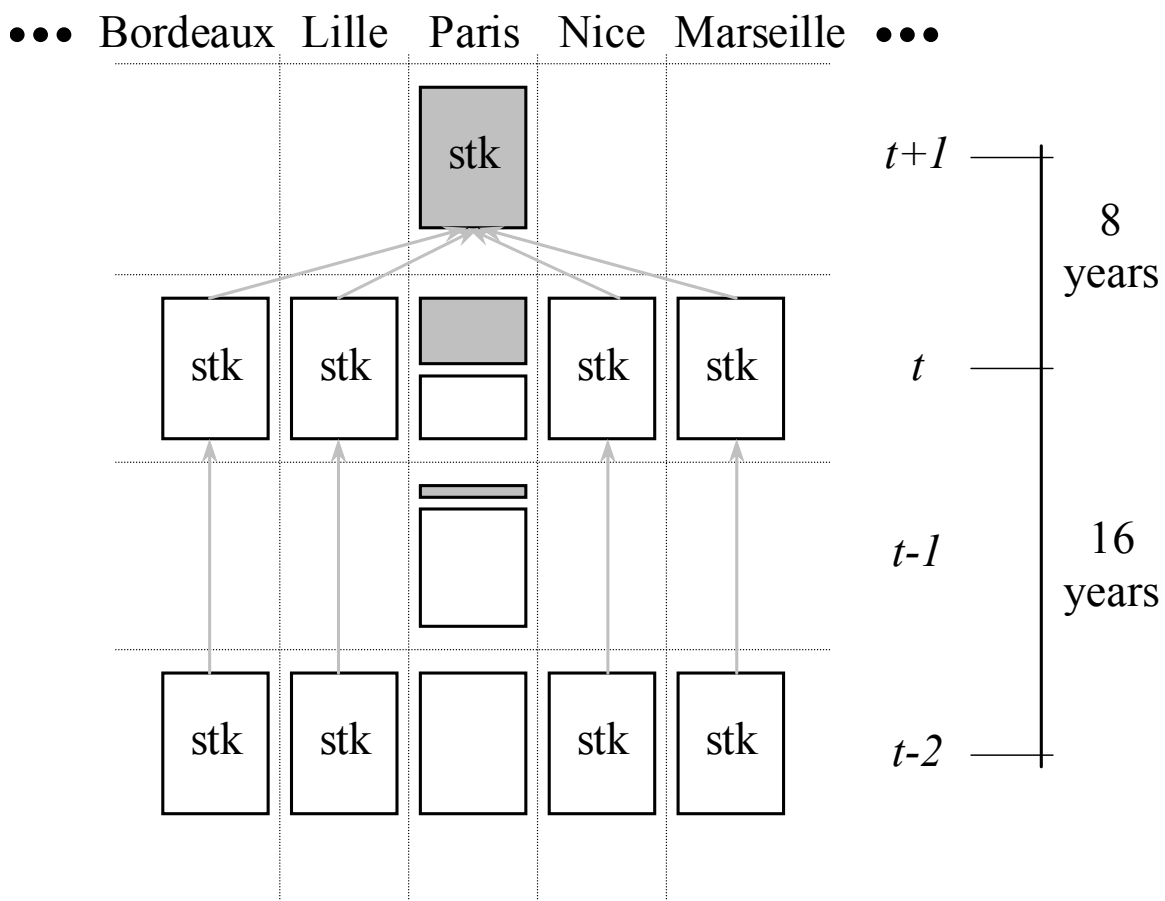 ••• Bordeaux Lille Paris Nice Marseille •••
stk
t+1
8
years
stk stk stk stk
t
t-1
16
years
stk stk stk stk
t-2